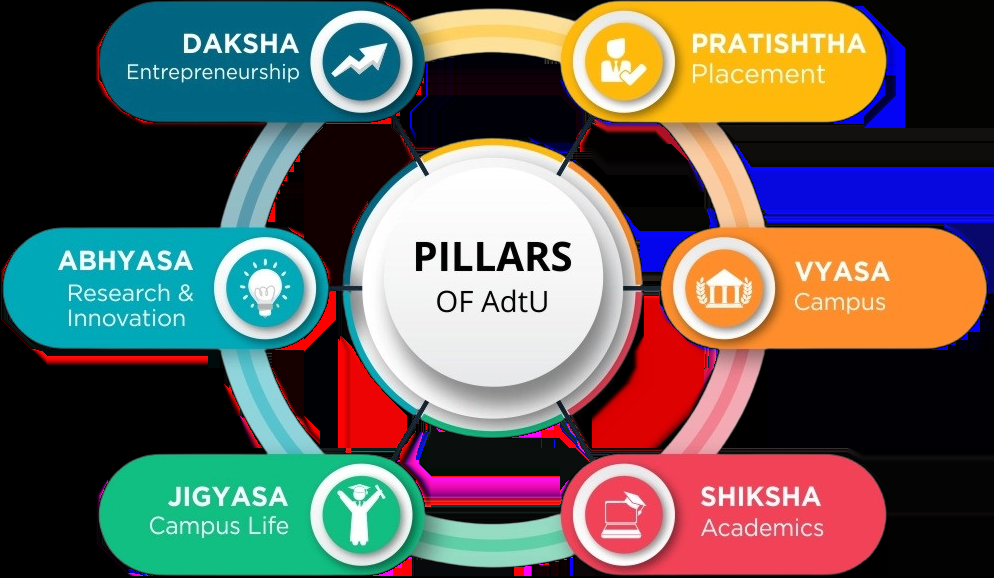 DAKSHA
Entrepreneurship
PRATISHTHA
Placement
ABHYASA
Research &
Innovation
PILLARS
OF AdtU
VYASA
Campus
JIGYASA
Campus Life
SHIKSHA
Academics